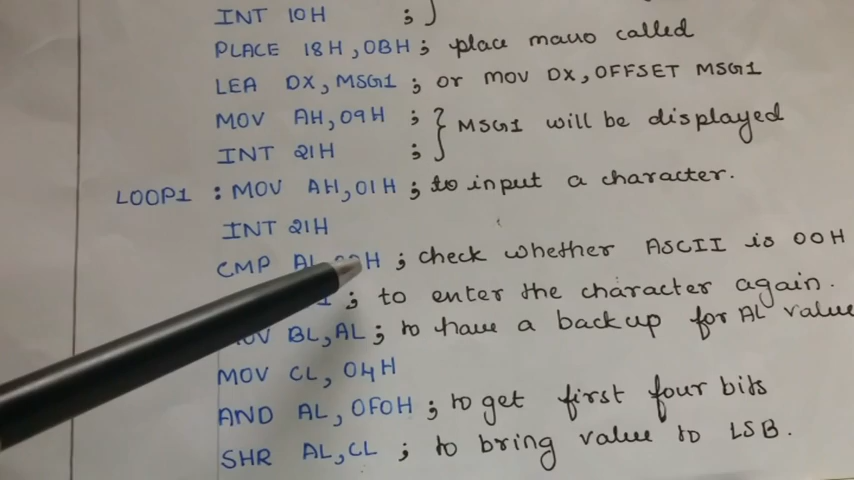 INT 10H ; }
PLACE 18H,0BH ; place mauo called
LEA DX, MSG1 ; or mov DX, OFFSET MSG1
MOV AH,09H ; } MSG1 will be displayed
INT 21H ;
LOOP1 : MOV AH,01H ; to input a character.
INT 21H
CMP AL, H ; check whether ASCII is 00H
; to enter the character again.
MOV BL,AL ; to have a backup for AL value
MOV CL, 04H
AND AL, 0F0H ; to get first four bits
SHR AL,CL ; to bring value to LSB.